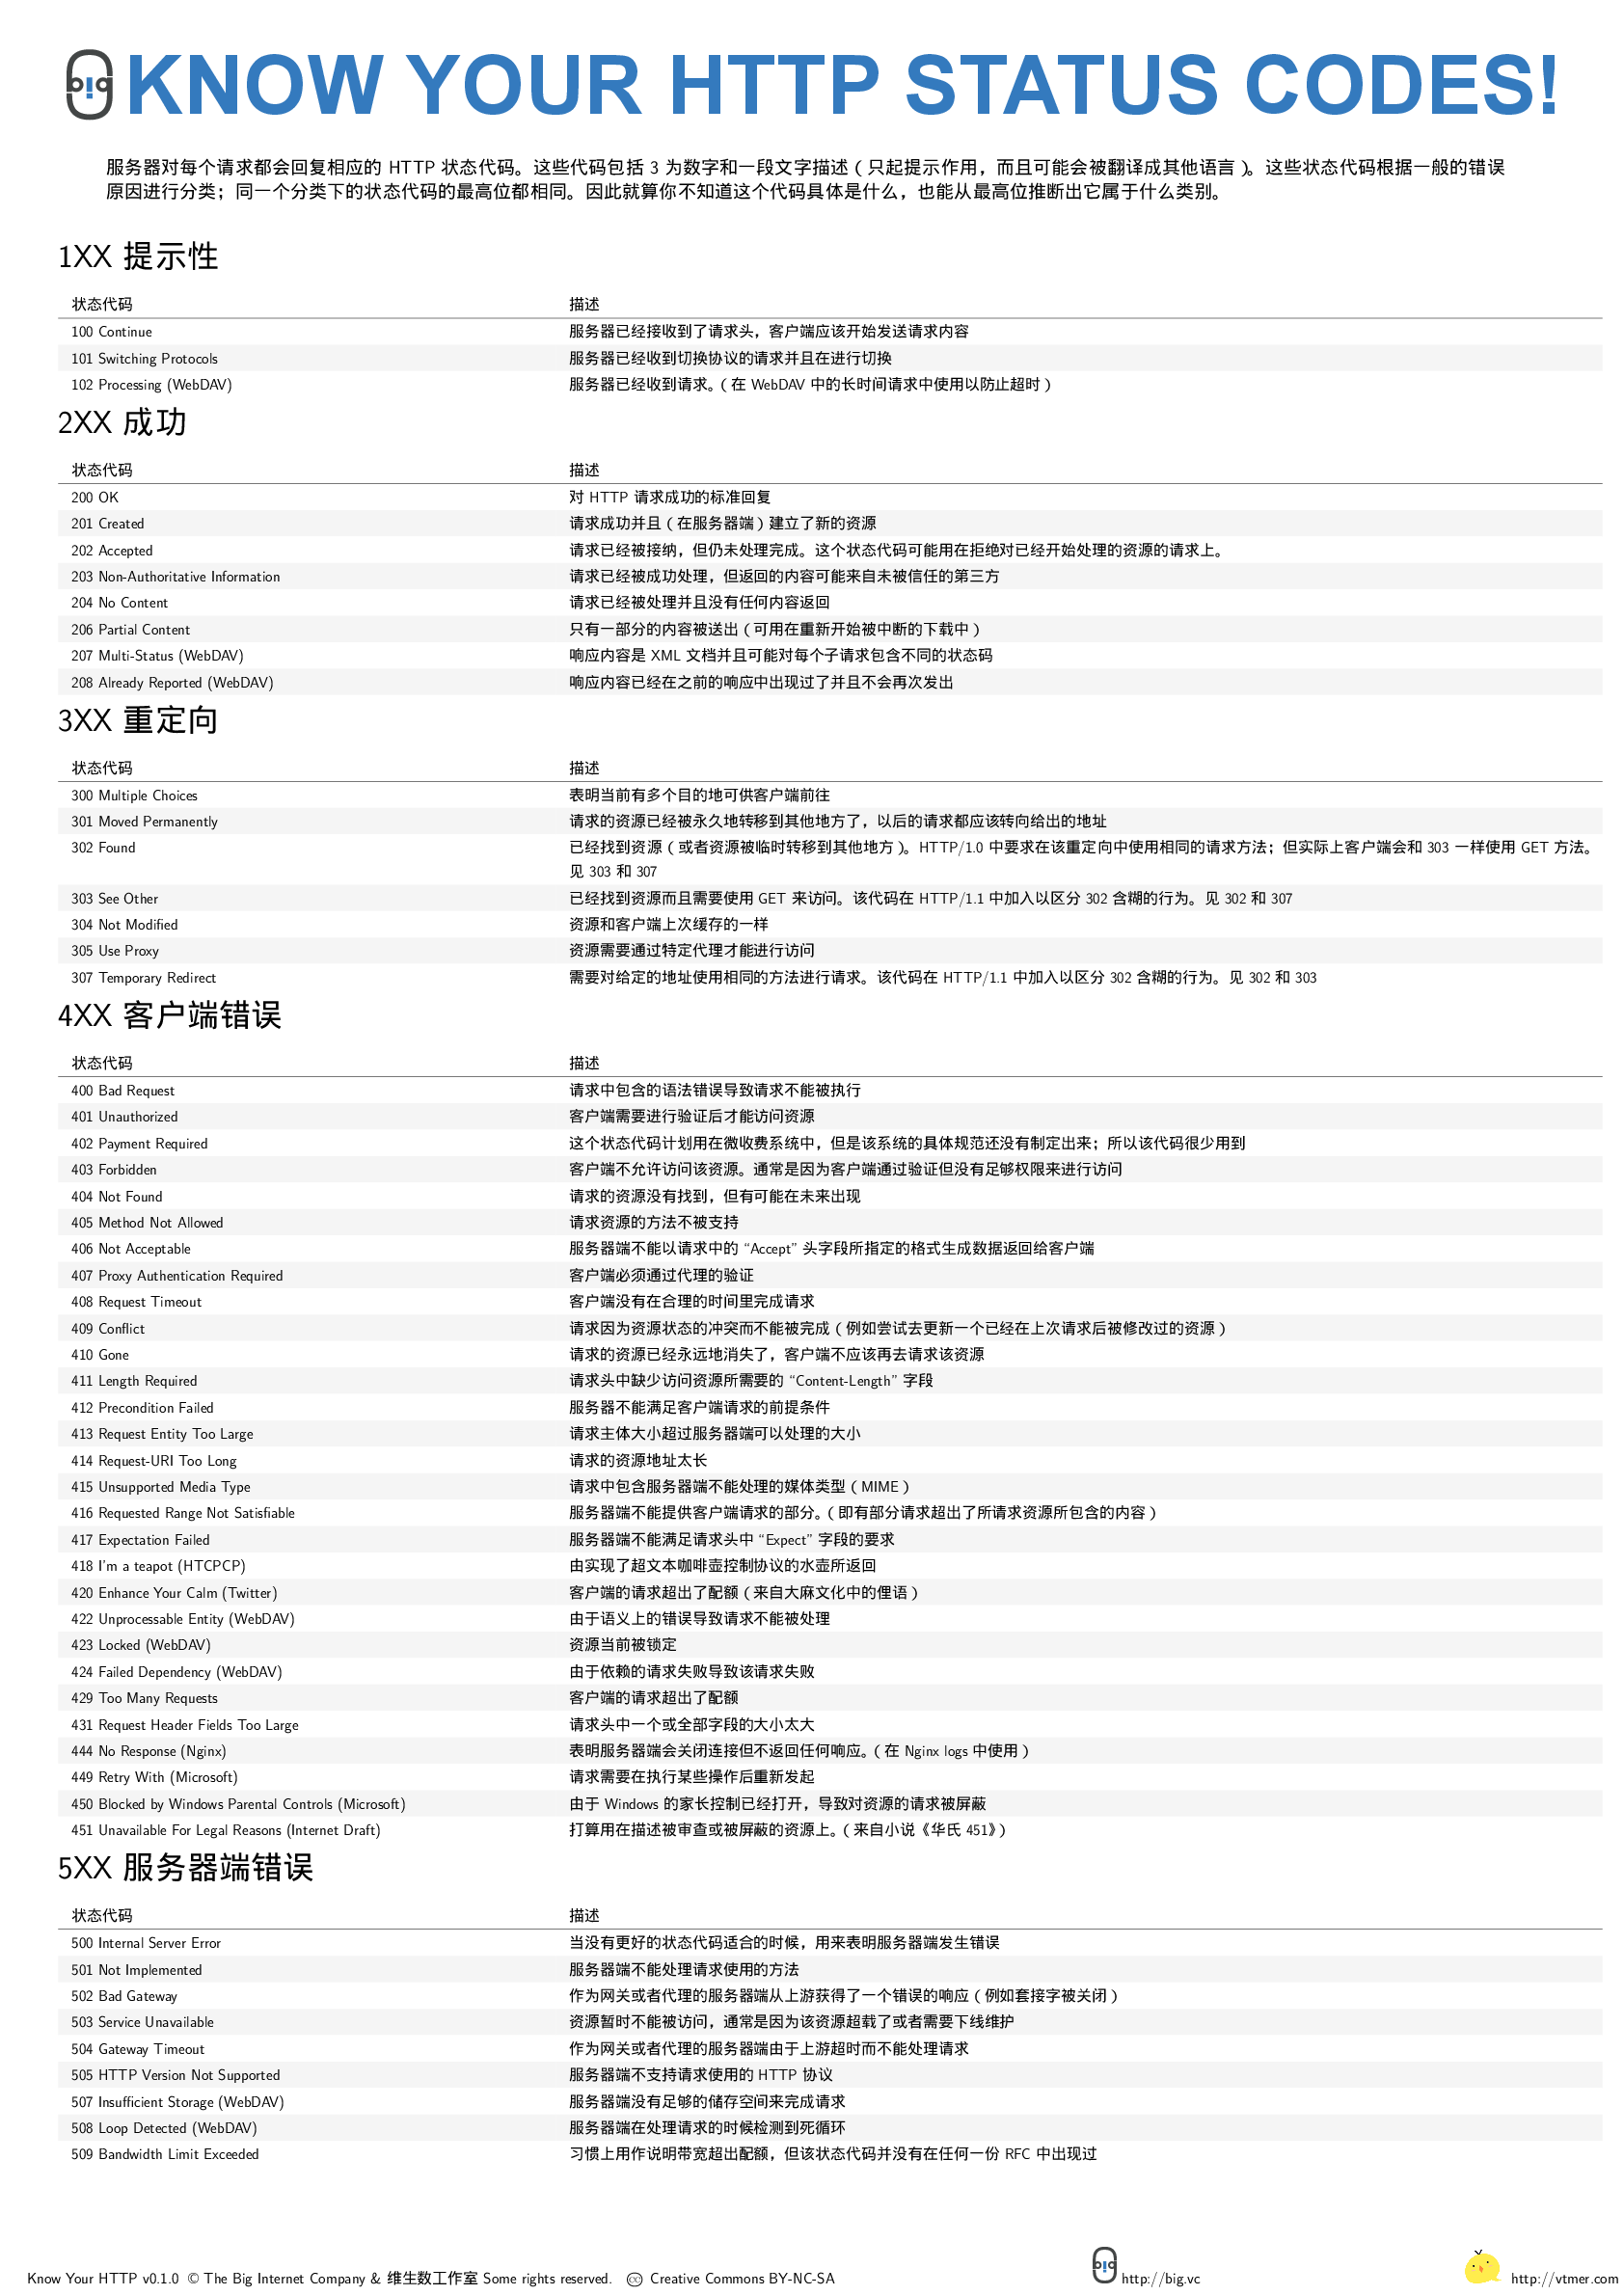 big KNOW YOUR HTTP STATUS CODES!
服务器对每个请求都会回复相应的 HTTP 状态代码。这些代码包括 3 为数字和一段文字描述（只起提示作用，而且可能会被翻译成其他语言）。这些状态代码根据一般的错误
原因进行分类；同一个分类下的状态代码的最高位都相同。因此就算你不知道这个代码具体是什么，也能从最高位推断出它属于什么类别。
1XX 提示性
状态代码 描述
100 Continue 服务器已经接收到了请求头，客户端应该开始发送请求内容
101 Switching Protocols 服务器已经收到切换协议的请求并且在进行切换
102 Processing (WebDAV) 服务器已经收到请求。（在 WebDAV 中的长时间请求中使用以防止超时）
2XX 成功
状态代码 描述
200 OK 对 HTTP 请求成功的标准回复
201 Created 请求成功并且（在服务器端）建立了新的资源
202 Accepted 请求已经被接纳，但仍未处理完成。这个状态代码可能用在拒绝对已经开始处理的资源的请求上。
203 Non-Authoritative Information 请求已经被成功处理，但返回的内容可能来自未被信任的第三方
204 No Content 请求已经被处理并且没有任何内容返回
206 Partial Content 只有一部分的内容被送出（可用在重新开始被中断的下载中）
207 Multi-Status (WebDAV) 响应内容是 XML 文档并且可能对每个子请求包含不同的状态码
208 Already Reported (WebDAV) 响应内容已经在之前的响应中出现过了并且不会再次发出
3XX 重定向
状态代码 描述
300 Multiple Choices 表明当前有多个目的地可供客户端前往
301 Moved Permanently 请求的资源已经被永久地转移到其他地方了，以后的请求都应该转向给出的地址
302 Found 已经找到资源（或者资源被临时转移到其他地方）。HTTP/1.0 中要求在该重定向中使用相同的请求方法；但实际上客户端会和 303 一样使用 GET 方法。
见 303 和 307
303 See Other 已经找到资源而且需要使用 GET 来访问。该代码在 HTTP/1.1 中加入以区分 302 含糊的行为。见 302 和 307
304 Not Modified 资源和客户端上次缓存的一样
305 Use Proxy 资源需要通过特定代理才能进行访问
307 Temporary Redirect 需要对给定的地址使用相同的方法进行请求。该代码在 HTTP/1.1 中加入以区分 302 含糊的行为。见 302 和 303
4XX 客户端错误
状态代码 描述
400 Bad Request 请求中包含的语法错误导致请求不能被执行
401 Unauthorized 客户端需要进行验证后才能访问资源
402 Payment Required 这个状态代码计划用在微收费系统中，但是该系统的具体规范还没有制定出来；所以该代码很少用到
403 Forbidden 客户端不允许访问该资源。通常是因为客户端通过验证但没有足够权限来进行访问
404 Not Found 请求的资源没有找到，但有可能在未来出现
405 Method Not Allowed 请求资源的方法不被支持
406 Not Acceptable 服务器端不能以请求中的 “Accept” 头字段所指定的格式生成数据返回给客户端
407 Proxy Authentication Required 客户端必须通过代理的验证
408 Request Timeout 客户端没有在合理的时间里完成请求
409 Conflict 请求因为资源状态的冲突而不能被完成（例如尝试去更新一个已经在上次请求后被修改过的资源）
410 Gone 请求的资源已经永远地消失了，客户端不应该再去请求该资源
411 Length Required 请求头中缺少访问资源所需要的 “Content-Length” 字段
412 Precondition Failed 服务器不能满足客户端请求的前提条件
413 Request Entity Too Large 请求主体大小超过服务器端可以处理的大小
414 Request-URI Too Long 请求的资源地址太长
415 Unsupported Media Type 请求中包含服务器端不能处理的媒体类型（MIME）
416 Requested Range Not Satisfiable 服务器端不能提供客户端请求的部分。（即有部分请求超出了所请求资源所包含的内容）
417 Expectation Failed 服务器端不能满足请求头中 “Expect” 字段的要求
418 I'm a teapot (HTCPCP) 由实现了超文本咖啡壶控制协议的水壶所返回
420 Enhance Your Calm (Twitter) 客户端的请求超出了配额（来自大麻文化中的俚语）
422 Unprocessable Entity (WebDAV) 由于语义上的错误导致请求不能被处理
423 Locked (WebDAV) 资源当前被锁定
424 Failed Dependency (WebDAV) 由于依赖的请求失败导致该请求失败
429 Too Many Requests 客户端的请求超出了配额
431 Request Header Fields Too Large 请求头中一个或全部字段的大小太大
444 No Response (Nginx) 表明服务器端会关闭连接但不返回任何响应。（在 Nginx logs 中使用）
449 Retry With (Microsoft) 请求需要在执行某些操作后重新发起
450 Blocked by Windows Parental Controls (Microsoft) 由于 Windows 的家长控制已经打开，导致对资源的请求被屏蔽
451 Unavailable For Legal Reasons (Internet Draft) 打算用在描述被审查或被屏蔽的资源上。（来自小说《华氏 451》）
5XX 服务器端错误
状态代码 描述
500 Internal Server Error 当没有更好的状态代码适合的时候，用来表明服务器端发生错误
501 Not Implemented 服务器端不能处理请求使用的方法
502 Bad Gateway 作为网关或者代理的服务器端从上游获得了一个错误的响应（例如套接字被关闭）
503 Service Unavailable 资源暂时不能被访问，通常是因为该资源超载了或者需要下线维护
504 Gateway Timeout 作为网关或者代理的服务器端由于上游超时而不能处理请求
505 HTTP Version Not Supported 服务器端不支持请求使用的 HTTP 协议
507 Insufficient Storage (WebDAV) 服务器端没有足够的储存空间来完成请求
508 Loop Detected (WebDAV) 服务器端在处理请求的时候检测到死循环
509 Bandwidth Limit Exceeded 习惯上用作说明带宽超出配额，但该状态代码并没有在任何一份 RFC 中出现过
Know Your HTTP v0.1.0 © The Big Internet Company & 维生数工作室 Some rights reserved. cc Creative Commons BY-NC-SA big http://big.vc http://vtmer.com